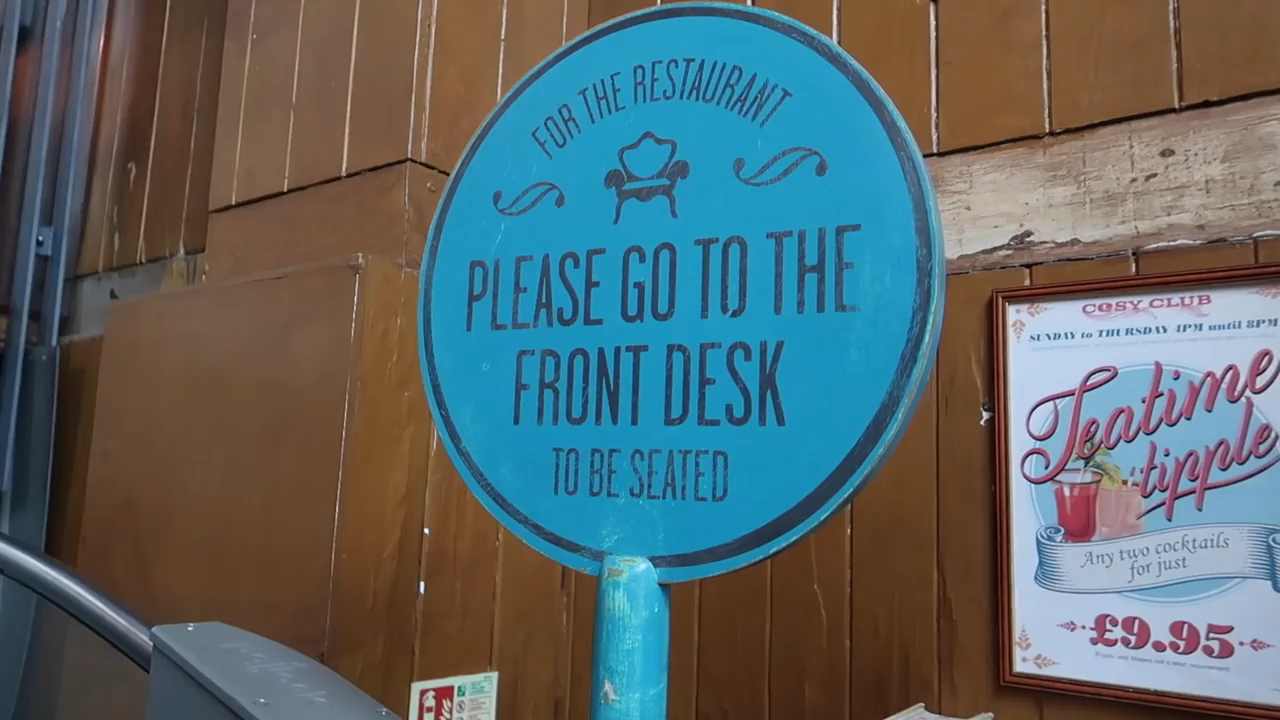 FOR THE RESTAURANT
PLEASE GO TO THE
FRONT DESK
TO BE SEATED
COSY CLUB
SUNDAY to THURSDAY 4PM until 8PM
Teatime
tipple
Any two cocktails
for just
£9.95